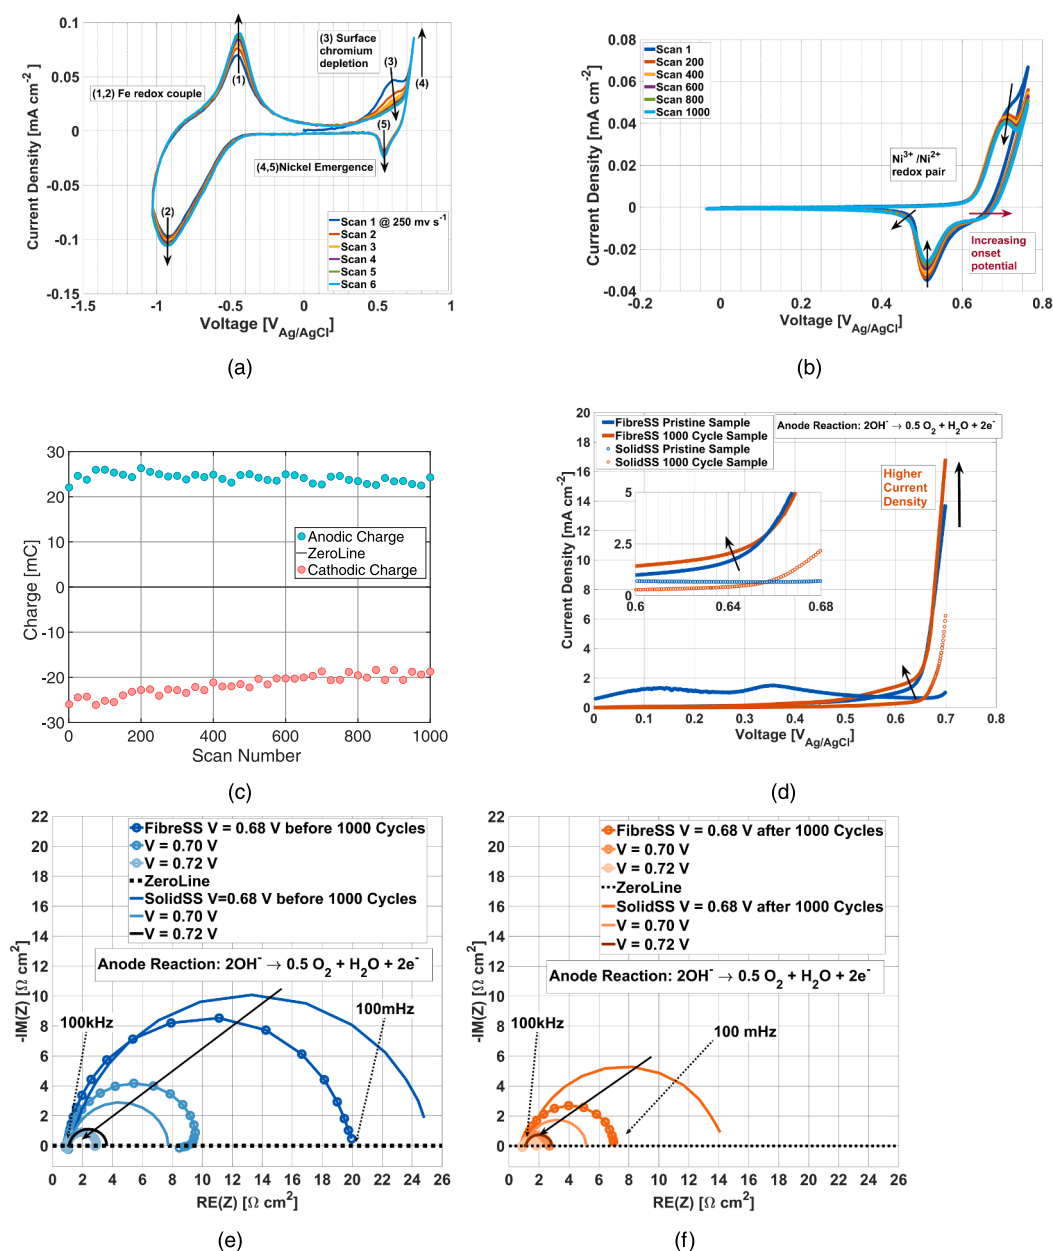 (a)
0.1
0.05
0
-0.05
-0.1
-0.15
Current Density [mA cm-2]
-1.5
-1
-0.5
0
0.5
1
Voltage [VAg/AgCl]
(1,2) Fe redox couple
(1)
(2)
(3) Surface
chromium
depletion
(3)
(4)
(5)
(4,5)Nickel Emergence
Scan 1 @ 250 mv s-1
Scan 2
Scan 3
Scan 4
Scan 5
Scan 6
(a)
(b)
0.08
0.06
0.04
0.02
0
-0.02
-0.04
Current Density [mA cm-2]
0
0.2
0.4
0.6
0.8
Voltage [VAg/AgCl]
Scan 1
Scan 200
Scan 400
Scan 600
Scan 800
Scan 1000
Ni3+ /Ni2+
redox pair
Increasing
onset
potential
(b)
30
20
10
0
-10
-20
-30
Charge [mC]
0
200
400
600
800
1000
Scan Number
Anodic Charge
ZeroLine
Cathodic Charge
(c)
20
18
16
14
12
10
8
6
4
2
0
Current Density [mA cm-2]
0
0.1
0.2
0.3
0.4
0.5
0.6
0.7
0.8
Voltage [VAg/AgCl]
FibreSS Pristine Sample
FibreSS 1000 Cycle Sample
SolidSS Pristine Sample
SolidSS 1000 Cycle Sample
Anode Reaction: 2OH- → 0.5 O2 + H2O + 2e-
Higher
Current
Density
5
2.5
0
0.6
0.64
0.68
(d)
22
20
18
16
14
12
10
8
6
4
2
0
-IM(Z) [Ω cm2]
0
2
4
6
8
10
12
14
16
18
20
22
24
26
RE(Z) [Ω cm2]
FibreSS V = 0.68 V before 1000 Cycles
V = 0.70 V
V = 0.72 V
ZeroLine
SolidSS V=0.68 V before 1000 Cycles
V = 0.70 V
V = 0.72 V
Anode Reaction: 2OH- → 0.5 O2 + H2O + 2e-
100kHz
100mHz
(e)
22
20
18
16
14
12
10
8
6
4
2
0
-IM(Z) [Ω cm2]
0
2
4
6
8
10
12
14
16
18
20
22
24
26
RE(Z) [Ω cm2]
FibreSS V = 0.68 V after 1000 Cycles
V = 0.70 V
V = 0.72 V
ZeroLine
SolidSS V = 0.68 V after 1000 Cycles
V = 0.70 V
V = 0.72 V
Anode Reaction: 2OH- → 0.5 O2 + H2O + 2e-
100kHz
100 mHz
(f)